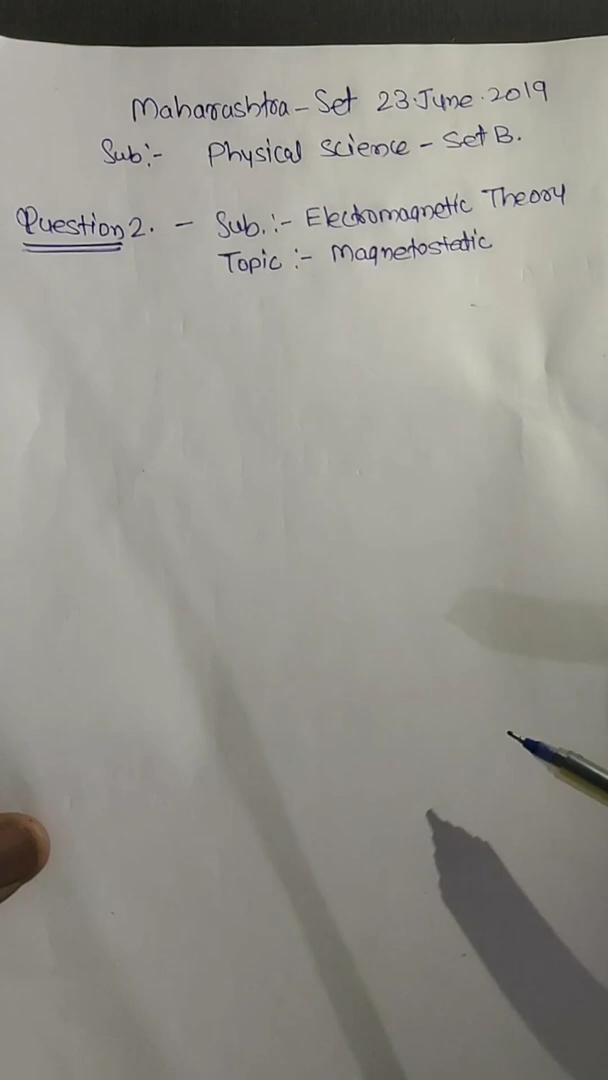 Maharashtra - Set 23.June.2019
Sub:- Physical Science - Set B.
Question 2. - Sub.:- Electromagnetic Theory
Topic :- Magnetostatic